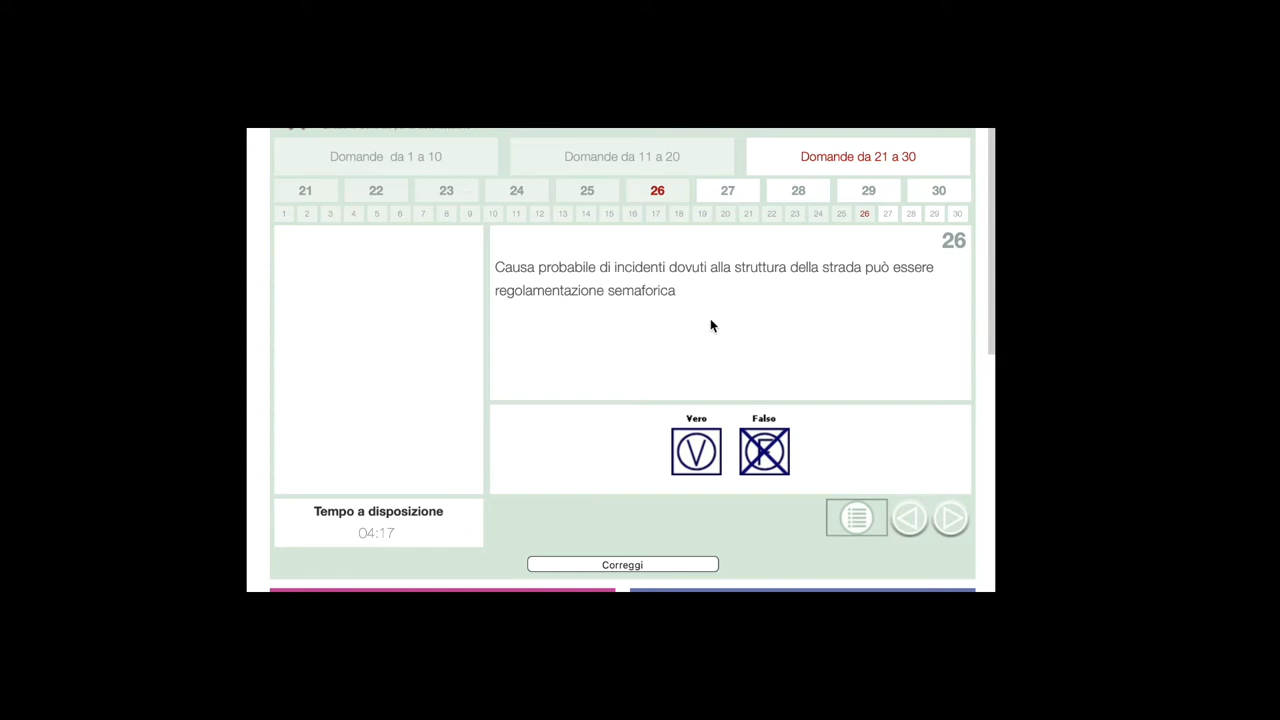 Domande da 1 a 10
Domande da 11 a 20
Domande da 21 a 30
21 22 23 24 25 26 27 28 29 30
1 2 3 4 5 6 7 8 9 10 11 12 13 14 15 16 17 18 19 20 21 22 23 24 25 26 27 28 29 30
26
Causa probabile di incidenti dovuti alla struttura della strada può essere
regolamentazione semaforica
Vero Falso
V F
Tempo a disposizione
04:17
Correggi